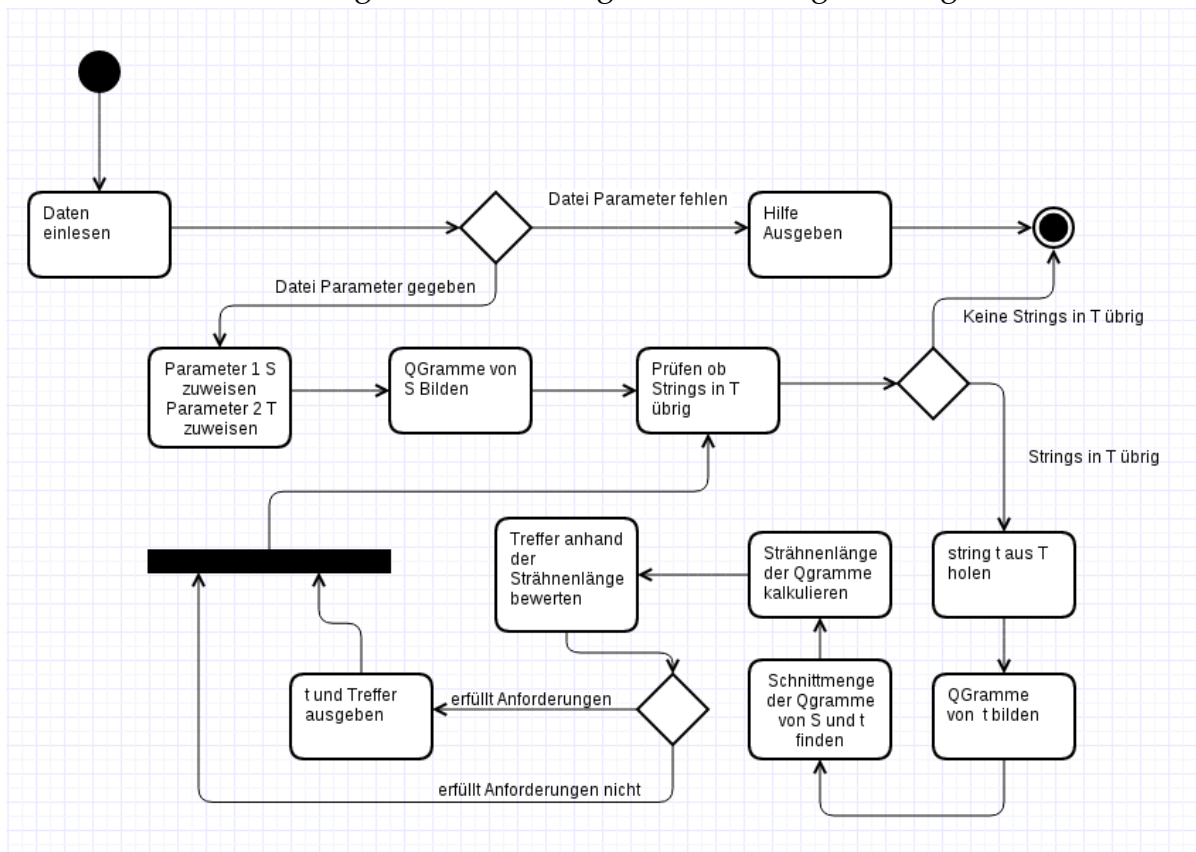 Daten
einlesen
Datei Parameter fehlen
Hilfe
Ausgeben
Datei Parameter gegeben
Keine Strings in T übrig
Parameter 1 S
zuweisen
Parameter 2 T
zuweisen
QGramme von
S Bilden
Prüfen ob
Strings in T
übrig
Strings in T übrig
string t aus T
holen
QGramme
von t bilden
Schnittmenge
der Qgramme
von S und t
finden
Strähnenlänge
der Qgramme
kalkulieren
Treffer anhand
der
Strähnenlänge
bewerten
erfüllt Anforderungen
t und Treffer
ausgeben
erfüllt Anforderungen nicht